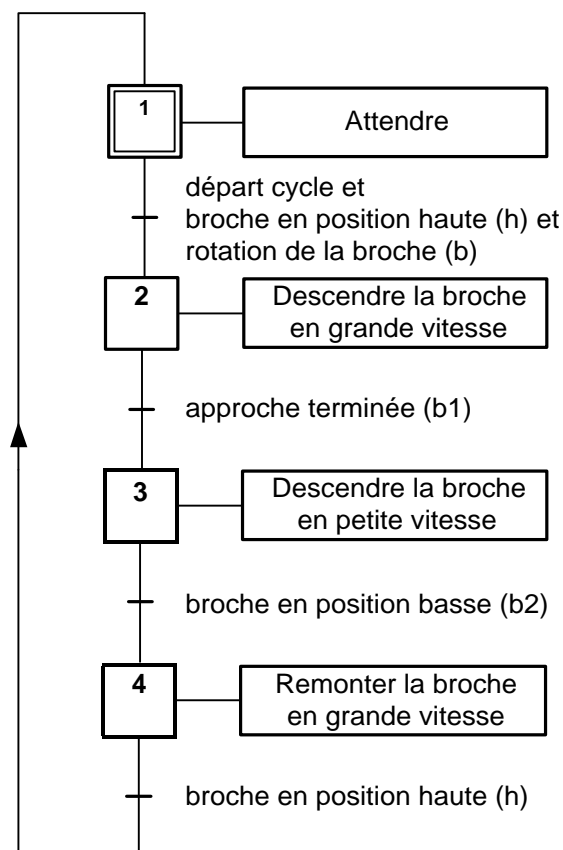 1
Attendre
départ cycle et
broche en position haute (h) et
rotation de la broche (b)
2
Descendre la broche
en grande vitesse
approche terminée (b1)
3
Descendre la broche
en petite vitesse
broche en position basse (b2)
4
Remonter la broche
en grande vitesse
broche en position haute (h)